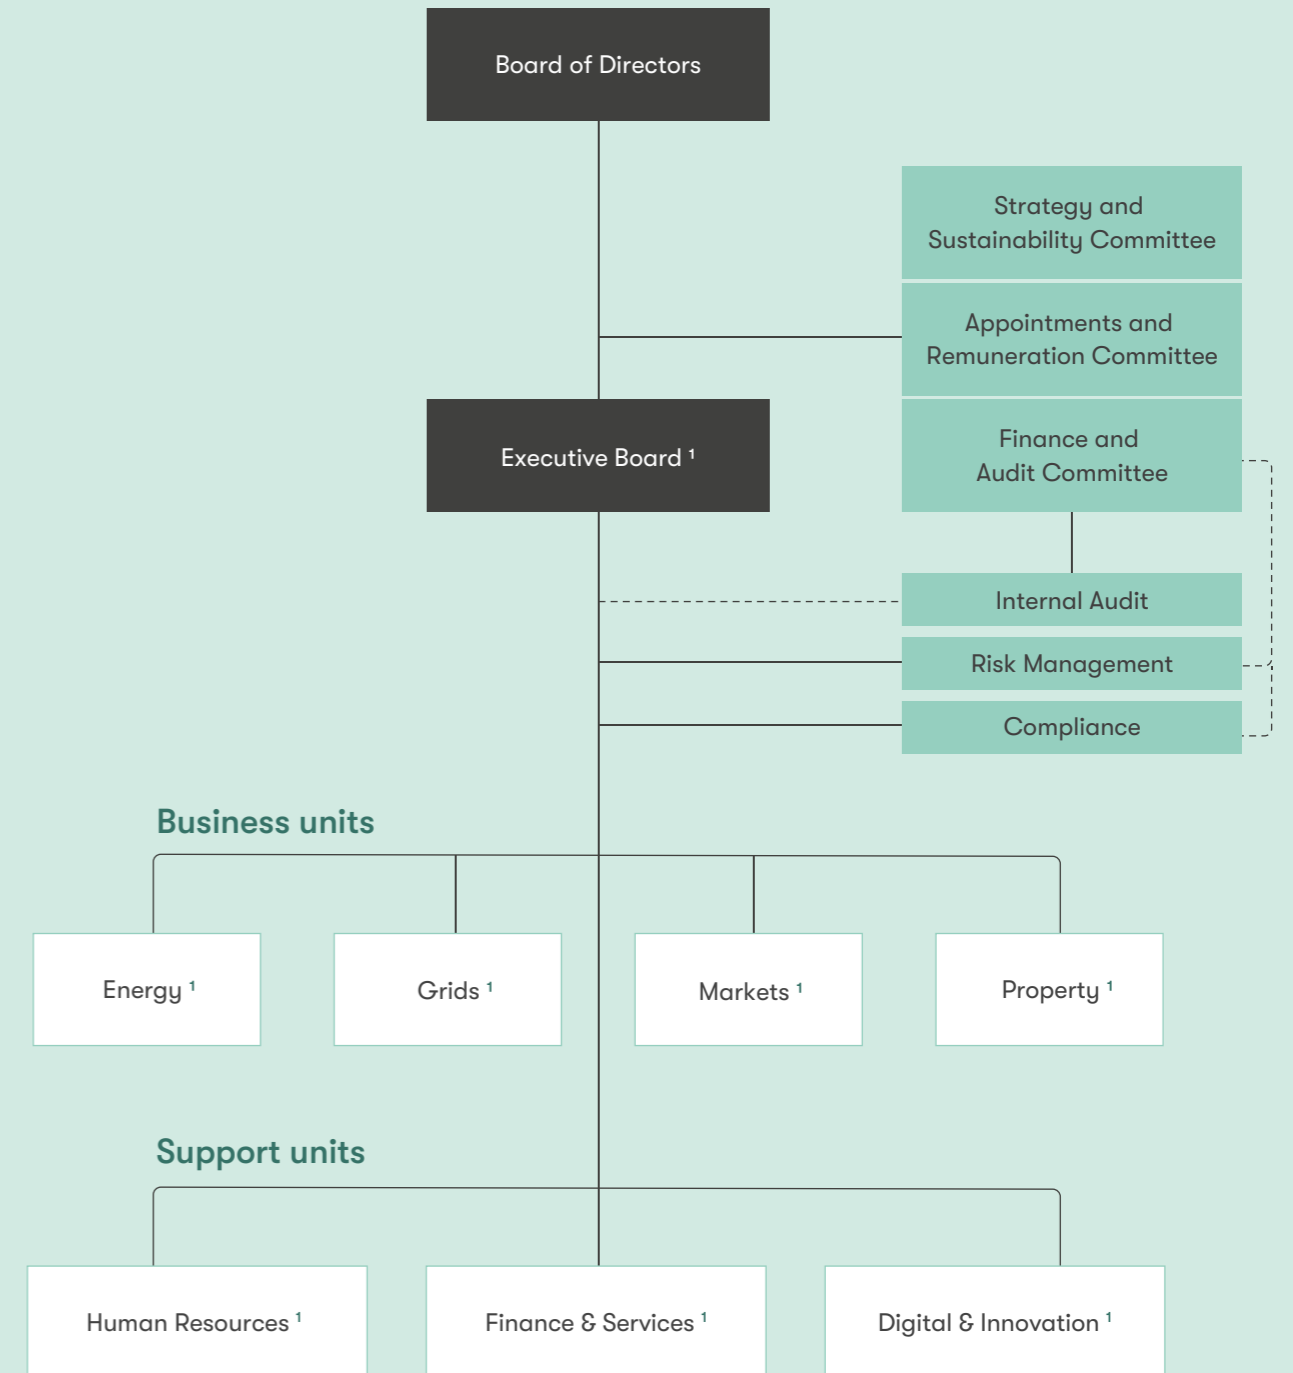 Board of Directors
Strategy and
Sustainability Committee
Appointments and
Remuneration Committee
Executive Board ¹
Finance and
Audit Committee
Internal Audit
Risk Management
Compliance
Business units
Energy ¹
Grids ¹
Markets ¹
Property ¹
Support units
Human Resources ¹
Finance & Services ¹
Digital & Innovation ¹